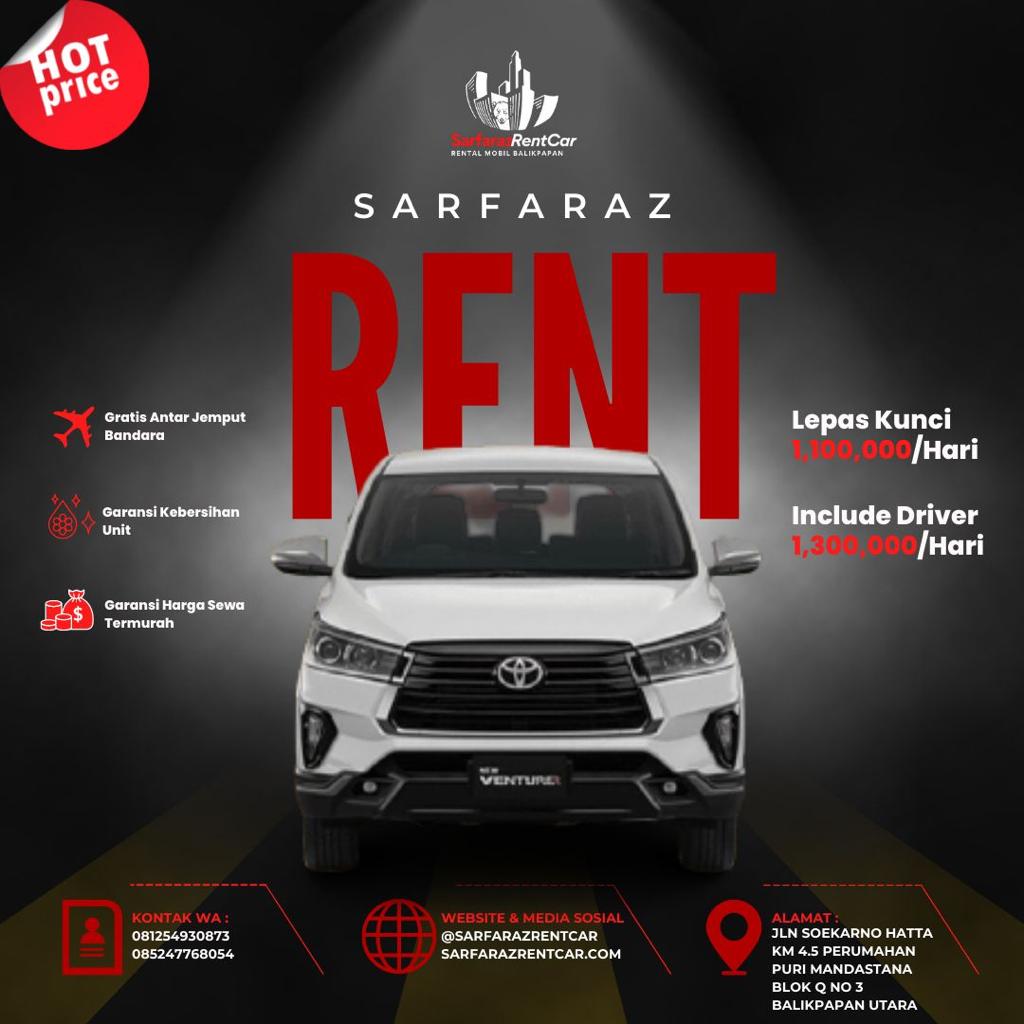 HOT
price
SarfarazRentCar
RENTAL MOBIL BALIKPAPAN
SARFARAZ
RENT
Gratis Antar Jemput
Bandara
Garansi Kebersihan
Unit
Garansi Harga Sewa
Termurah
Lepas Kunci
1,100,000/Hari
Include Driver
1,300,000/Hari
NEW
VENTURER
KONTAK WA :
081254930873
085247768054
WEBSITE & MEDIA SOSIAL
@SARFARAZRENTCAR
SARFARAZRENTCAR.COM
ALAMAT :
JLN SOEKARNO HATTA
KM 4.5 PERUMAHAN
PURI MANDASTANA
BLOK Q NO 3
BALIKPAPAN UTARA